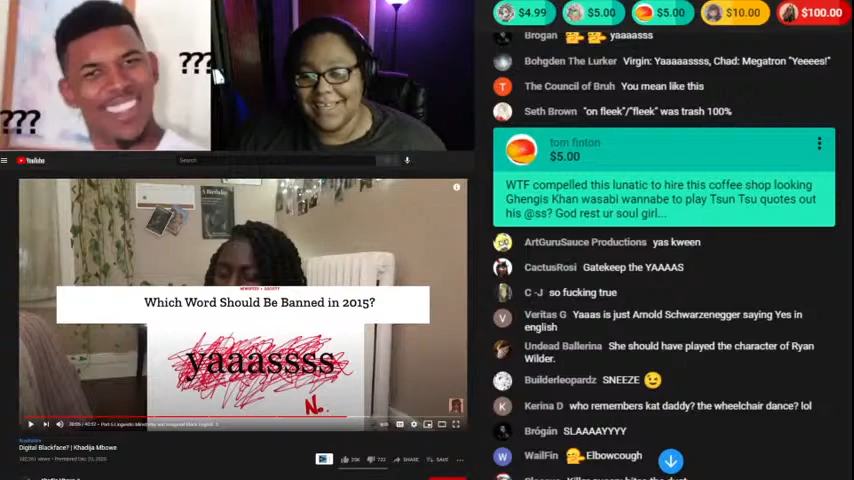 $4.99
$5.00
$5.00
$10.00
$100.00
???
???
Brogan yaaasss
Bohgden The Lurker Virgin: Yaaaaassss, Chad: Megatron "Yeeees!"
The Council of Bruh You mean like this
Seth Brown "on fleek"/"fleek" was trash 100%
tom finton
$5.00
WTF compelled this lunatic to hire this coffee shop looking
Ghengis Khan wasabi wannabe to play Tsun Tsu quotes out
his @ss? God rest ur soul girl...
YouTube
Search
Which Word Should Be Banned in 2015?
yaaassss
No.
Digital Blackface? | Khadija Mbowe
SHARE
SAVE
ArtGuruSauce Productions yas kween
CactusRosi Gatekeep the YAAAAS
C -J so fucking true
Veritas G Yaaas is just Arnold Schwarzenegger saying Yes in
english
Undead Ballerina She should have played the character of Ryan
Wilder.
Builderleopardz SNEEZE
Kerina D who remembers kat daddy? the wheelchair dance? lol
Brógán SLAAAAYYYY
WailFin Elbowcough